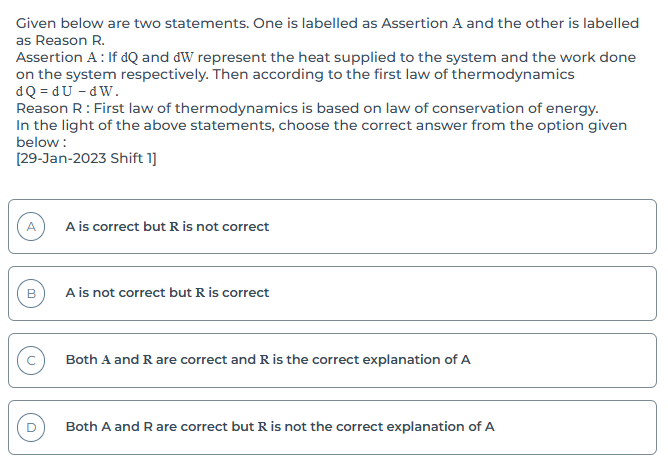 Given below are two statements. One is labelled as Assertion A and the other is labelled
as Reason R.
Assertion A : If dQ and dW represent the heat supplied to the system and the work done
on the system respectively. Then according to the first law of thermodynamics
dQ = dU − dW.
Reason R : First law of thermodynamics is based on law of conservation of energy.
In the light of the above statements, choose the correct answer from the option given
below :
[29-Jan-2023 Shift 1]
A A is correct but R is not correct
B A is not correct but R is correct
C Both A and R are correct and R is the correct explanation of A
D Both A and R are correct but R is not the correct explanation of A